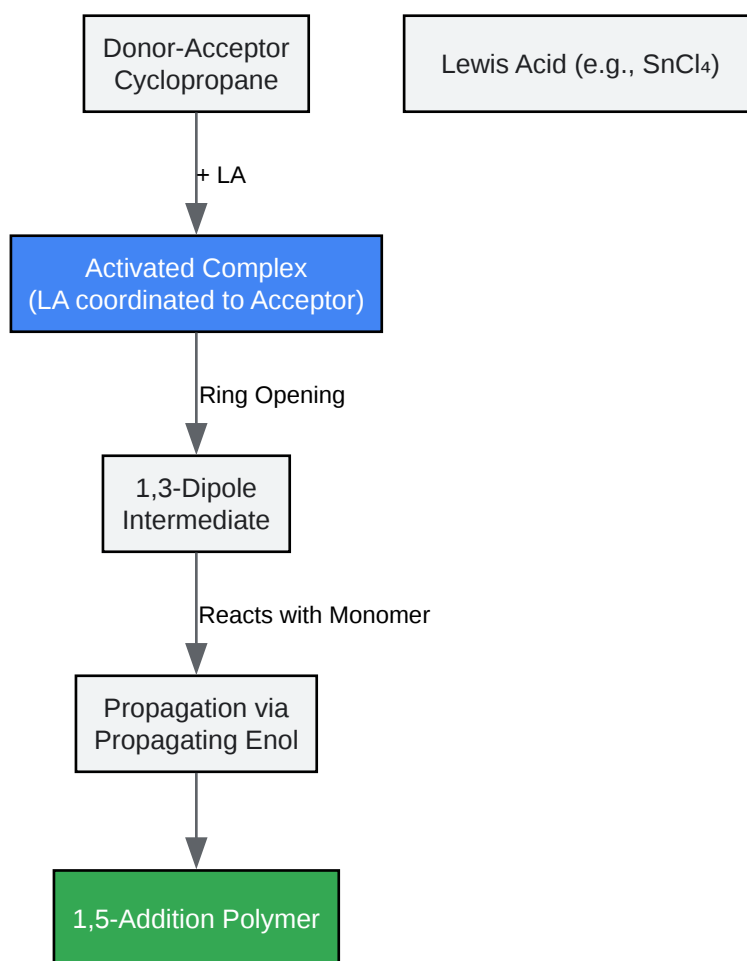 Donor-Acceptor
Cyclopropane
Lewis Acid (e.g., SnCl₄)
+ LA
Activated Complex
(LA coordinated to Acceptor)
Ring Opening
1,3-Dipole
Intermediate
Reacts with Monomer
Propagation via
Propagating Enol
1,5-Addition Polymer